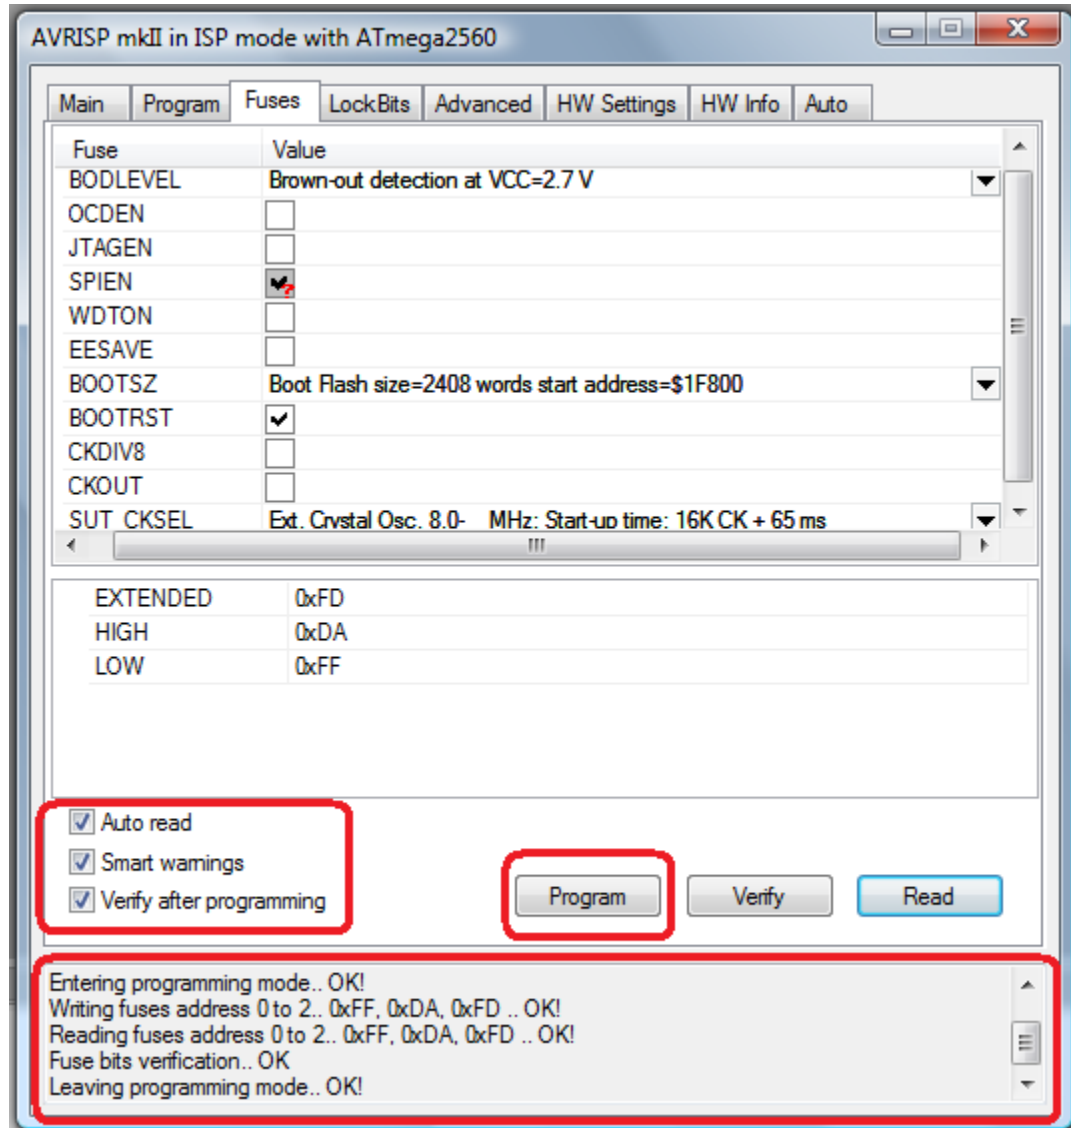 AVRISP mkII in ISP mode with ATmega2560
Main Program Fuses LockBits Advanced HW Settings HW Info Auto
Fuse Value
BODLEVEL Brown-out detection at VCC=2.7 V
OCDEN
JTAGEN
SPIEN
WDTON
EESAVE
BOOTSZ Boot Flash size=2408 words start address=$1F800
BOOTRST
CKDIV8
CKOUT
SUT_CKSEL Ext. Crystal Osc. 8.0- MHz: Start-up time: 16K CK + 65 ms
EXTENDED 0xFD
HIGH 0xDA
LOW 0xFF
Auto read
Smart warnings
Verify after programming
Program Verify Read
Entering programming mode.. OK!
Writing fuses address 0 to 2.. 0xFF, 0xDA, 0xFD .. OK!
Reading fuses address 0 to 2.. 0xFF, 0xDA, 0xFD .. OK!
Fuse bits verification.. OK
Leaving programming mode.. OK!